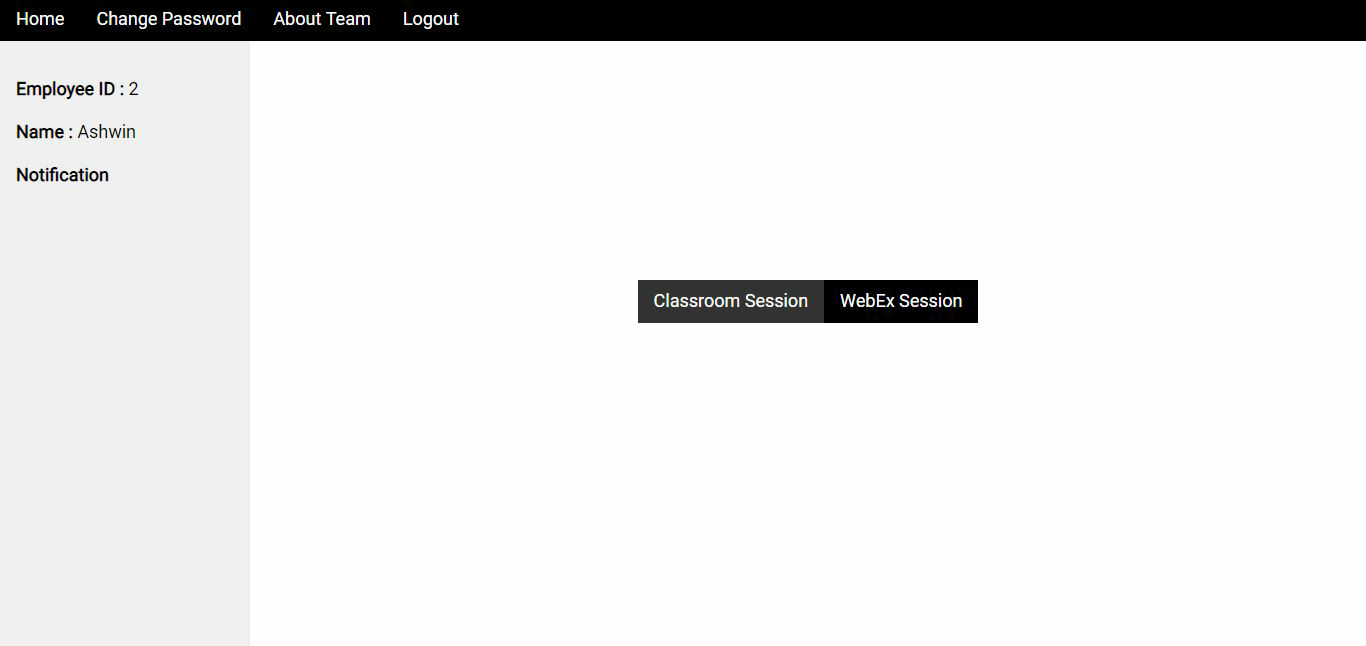 Home Change Password About Team Logout
Employee ID : 2
Name : Ashwin
Notification
Classroom Session WebEx Session